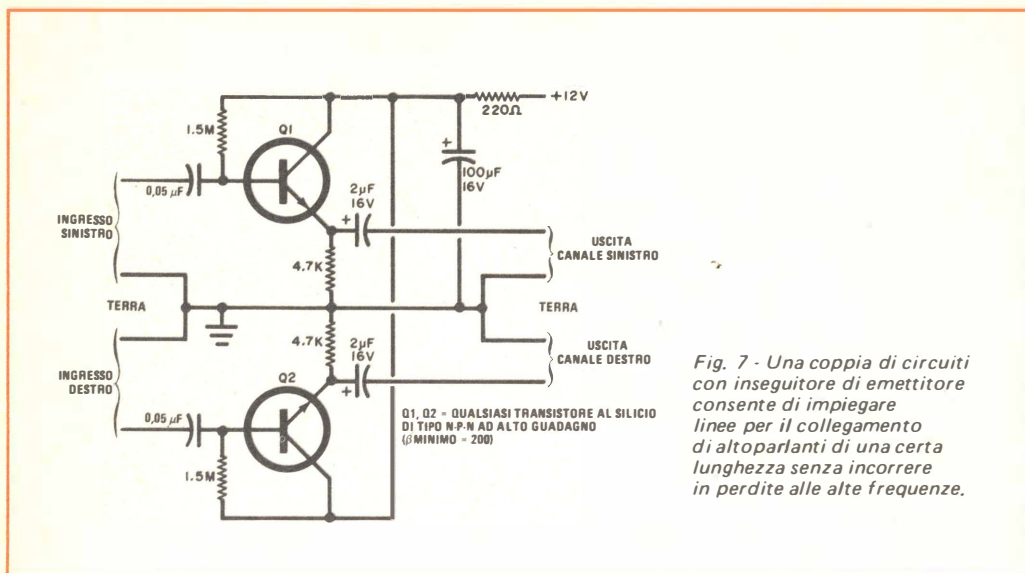 +12V
220Ω
1.5M
Q1
+
100µF
16V
0,05 µF
2µF
16V
+
INGRESSO
SINISTRO
USCITA
CANALE SINISTRO
4.7K
TERRA
TERRA
4.7K
2µF
16V
+
INGRESSO
DESTRO
USCITA
CANALE DESTRO
Q2
0,05 µF
1.5M
Q1, Q2 = QUALSIASI TRANSISTORE AL SILICIO
DI TIPO N-P-N AD ALTO GUADAGNO
(βMINIMO = 200)
Fig. 7 - Una coppia di circuiti
con inseguitore di emettitore
consente di impiegare
linee per il collegamento
di altoparlanti di una certa
lunghezza senza incorrere
in perdite alle alte frequenze.